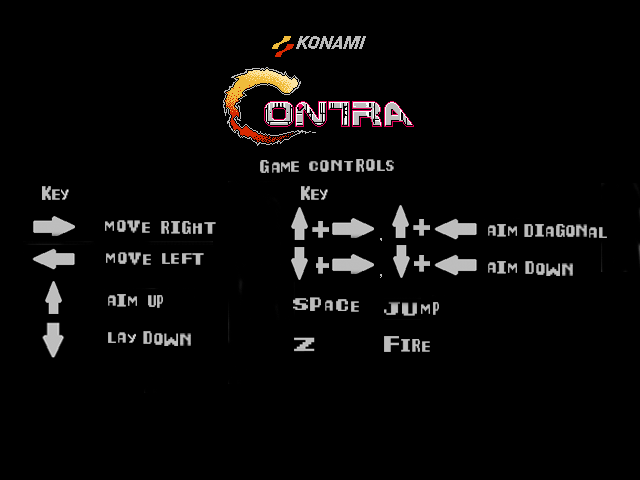 KONAMI
CONTRA
GAME CONTROLS
KEY
MOVE RIGHT
MOVE LEFT
AIM UP
LAY DOWN
KEY
+ , + AIM DIAGONAL
+ , + AIM DOWN
SPACE JUMP
Z FIRE